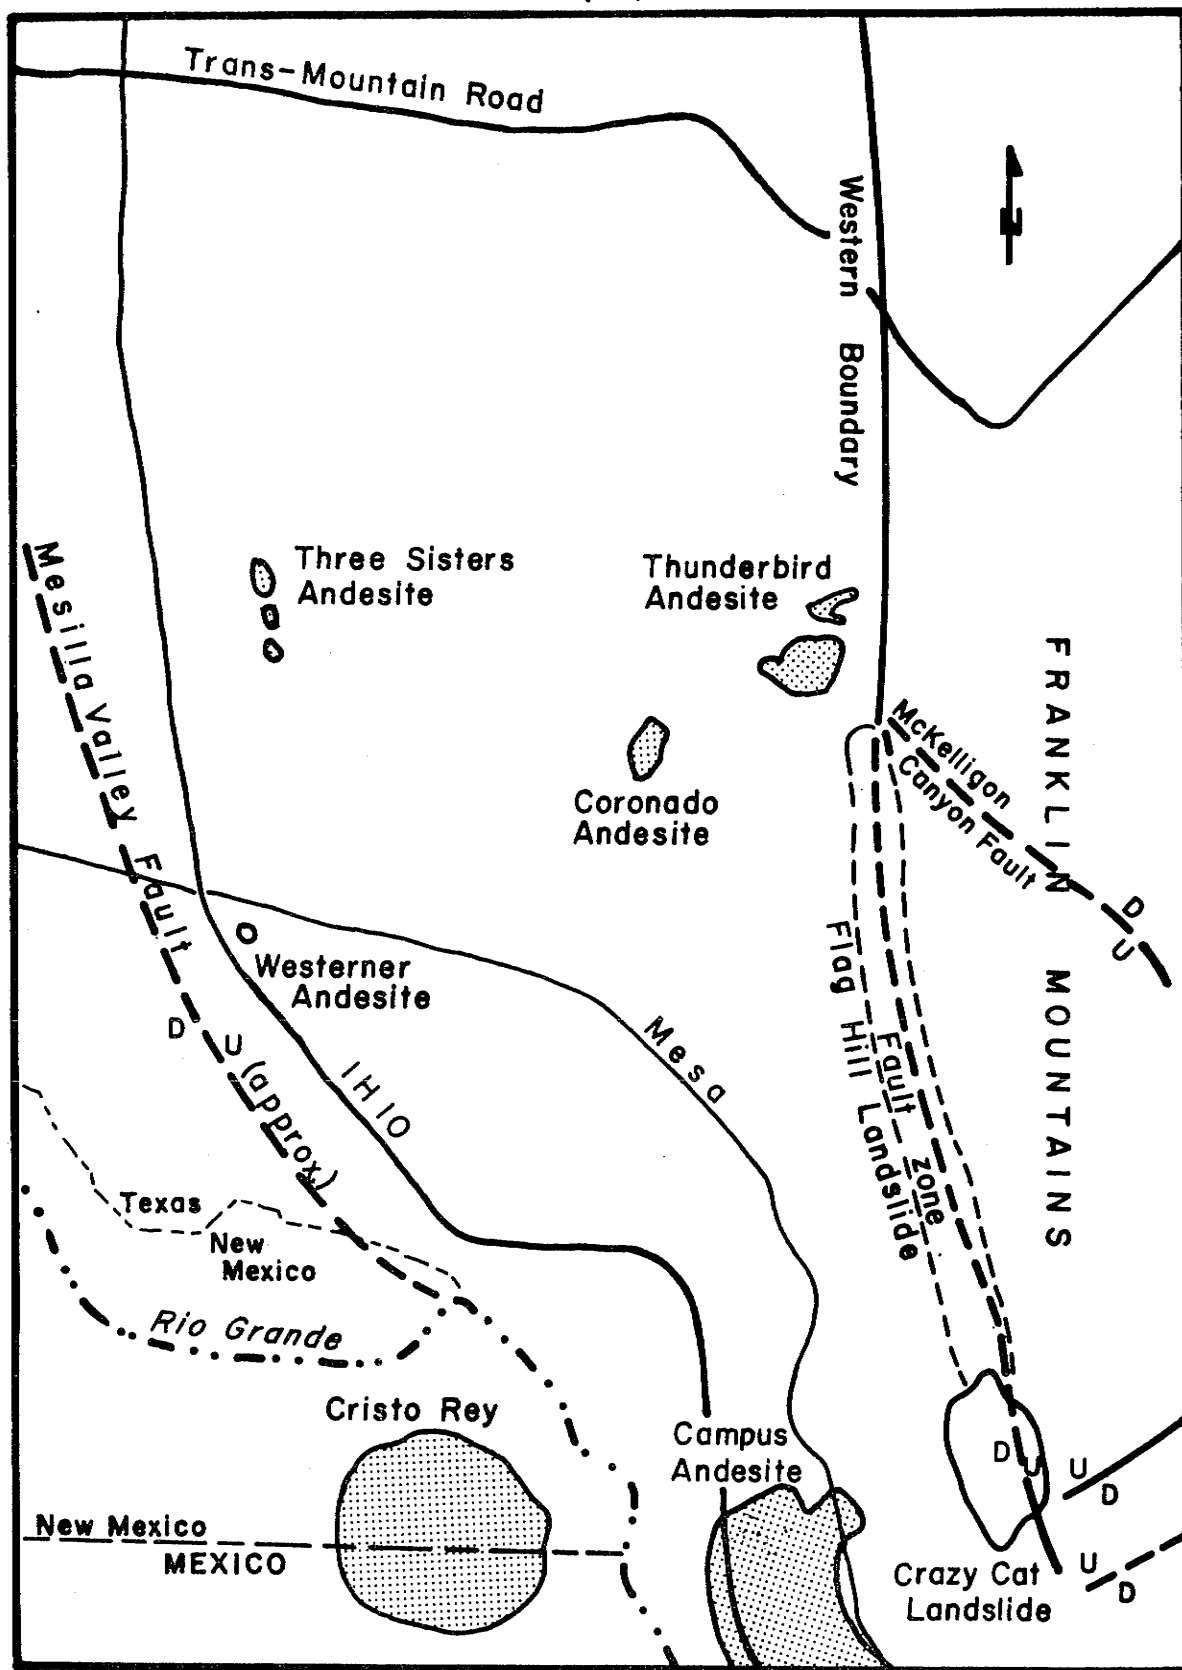 Trans-Mountain Road
Western Boundary
N
Three Sisters
Andesite
Thunderbird
Andesite
Mesilla Valley Fault
(approx.)
D
U
Coronado
Andesite
McKelligon
Canyon Fault
D
U
FRANKLIN MOUNTAINS
Westerner
Andesite
Mesa
IH10
Flag Hill Landslide
Fault zone
Texas
New
Mexico
Rio Grande
Cristo Rey
Campus
Andesite
D
U
U
D
New Mexico
MEXICO
Crazy Cat
Landslide
U
D